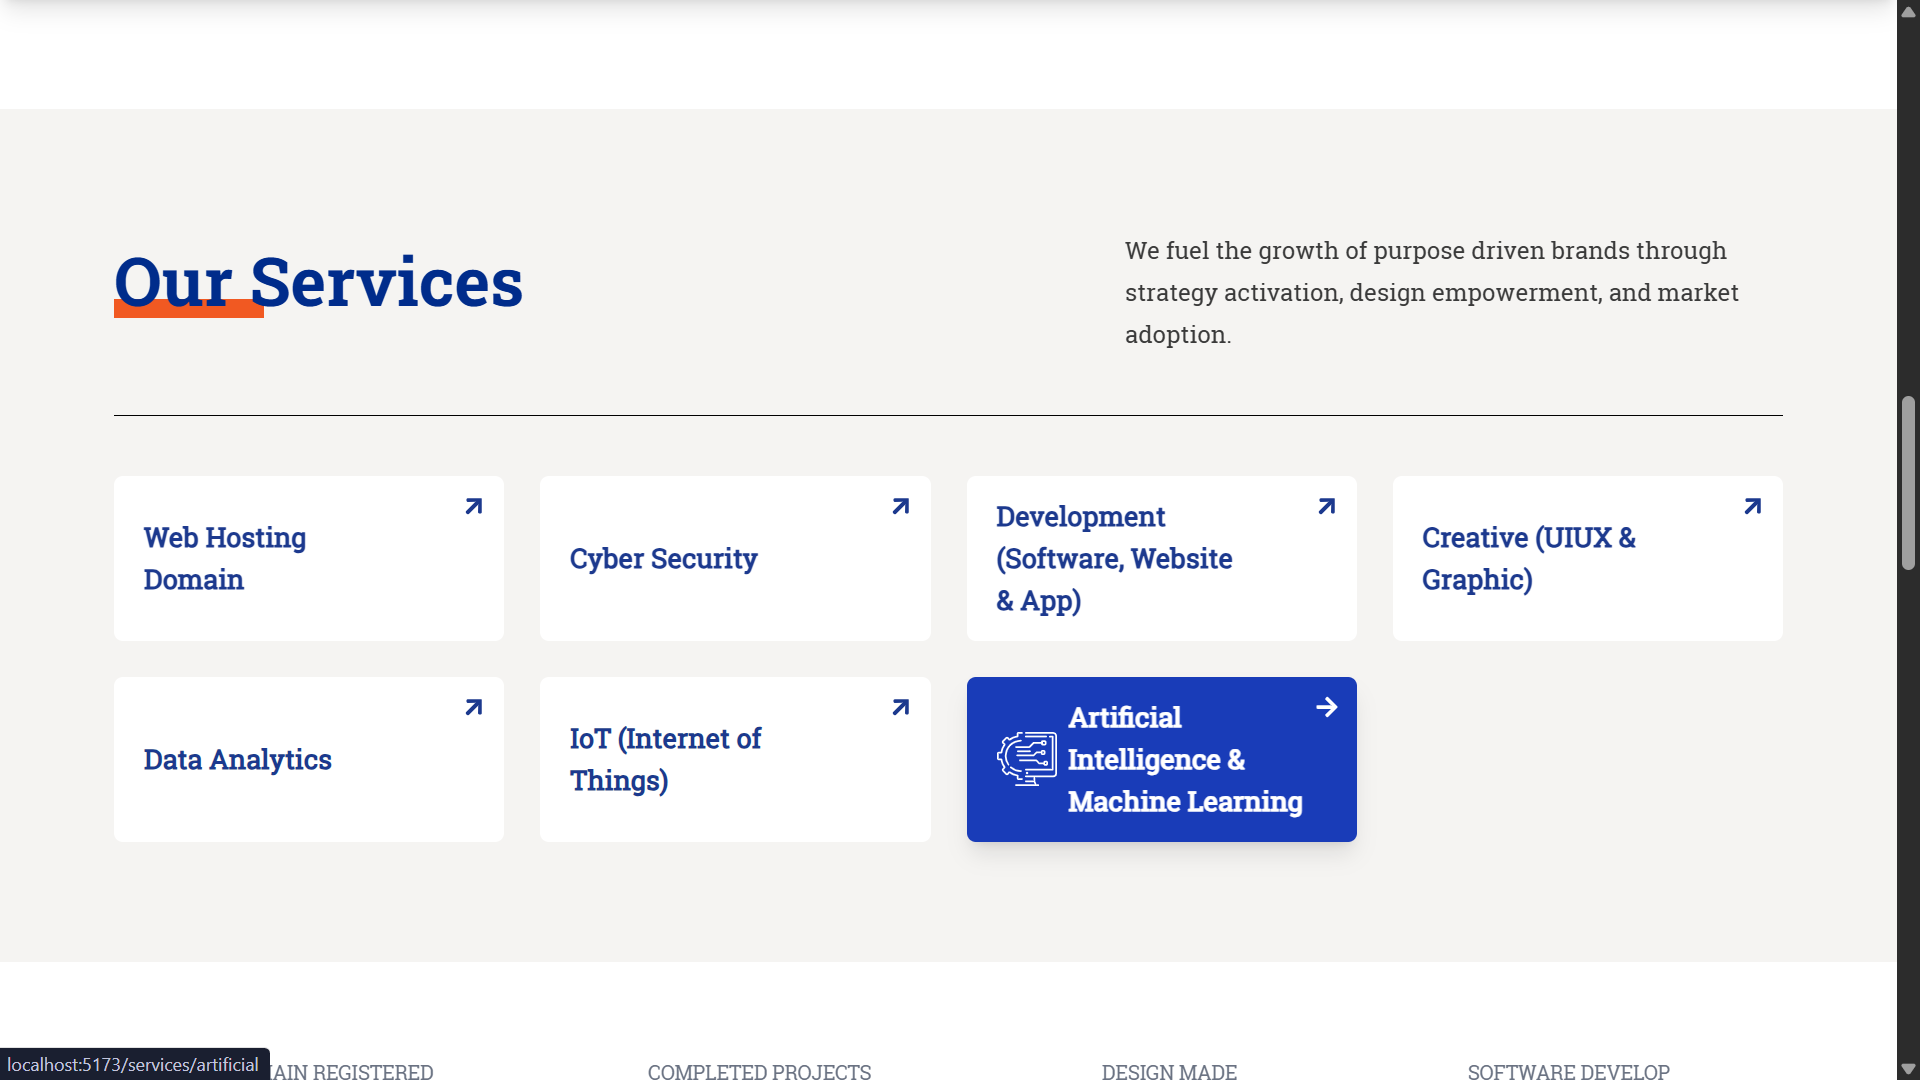 Our Services
We fuel the growth of purpose driven brands through
strategy activation, design empowerment, and market
adoption.
Web Hosting
Domain
Cyber Security
Development
(Software, Website
& App)
Creative (UIUX &
Graphic)
Data Analytics
IoT (Internet of
Things)
Artificial
Intelligence &
Machine Learning
REGISTERED
COMPLETED PROJECTS
DESIGN MADE
SOFTWARE DEVELOP
localhost:5173/services/artificial